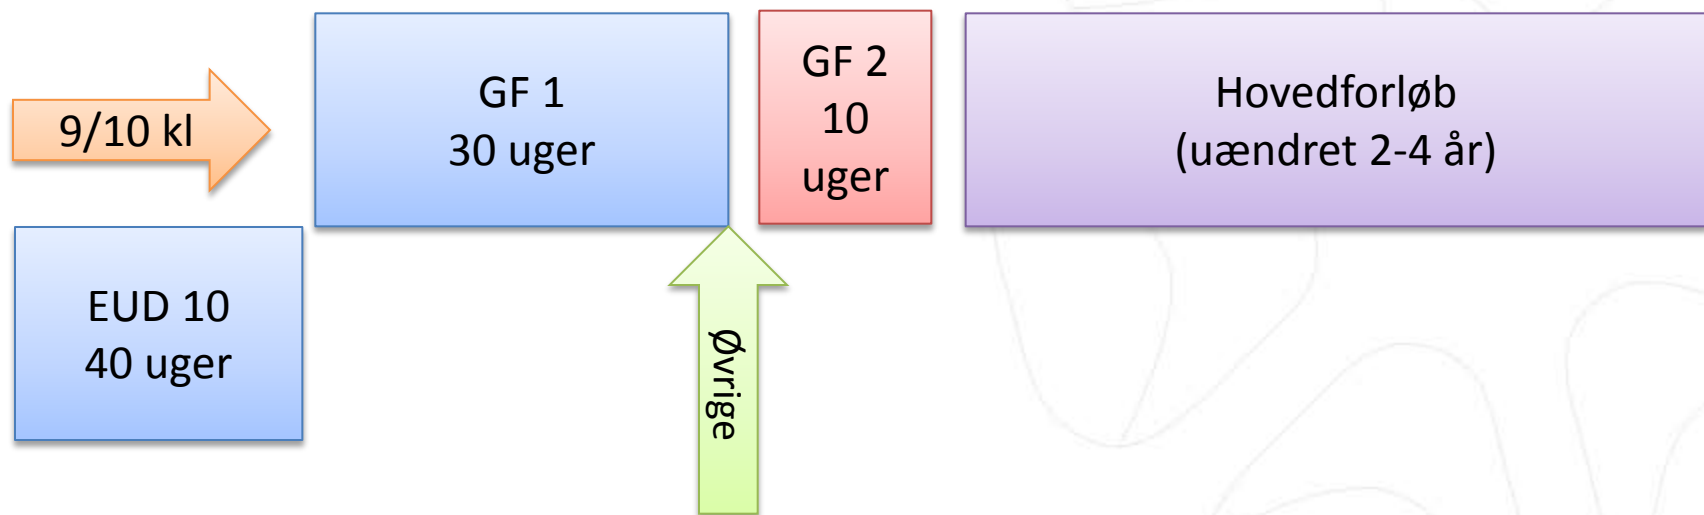 9/10 kl
GF 1
30 uger
GF 2
10
uger
Hovedforløb
(uændret 2-4 år)
EUD 10
40 uger
Øvrige